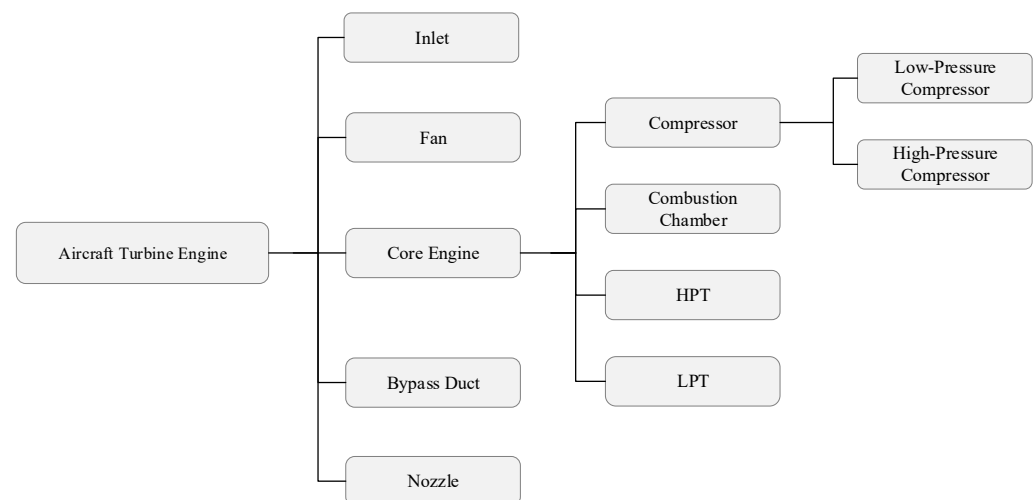 Aircraft Turbine Engine
Inlet
Fan
Core Engine
Bypass Duct
Nozzle
Compressor
Combustion
Chamber
HPT
LPT
Low-Pressure
Compressor
High-Pressure
Compressor